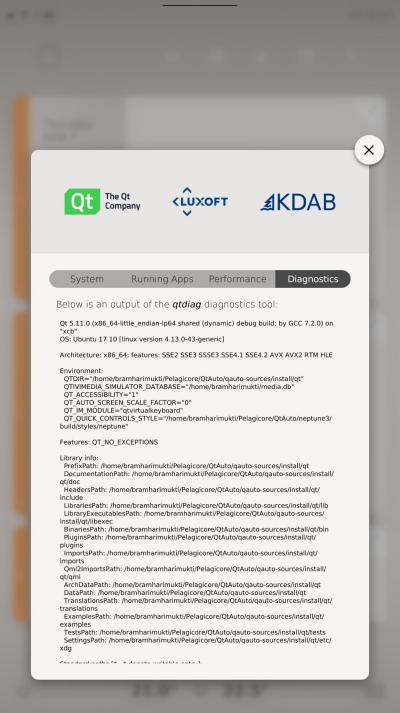 Qt The Qt
Company
LUXOFT
KDAB
System Running Apps Performance Diagnostics
Below is an output of the qtdiag diagnostics tool:
Qt 5.11.0 (x86_64-little_endian-lp64 shared (dynamic) debug build; by GCC 7.2.0) on
"xcb"
OS: Ubuntu 17.10 [linux version 4.13.0-43-generic]
Architecture: x86_64; features: SSE2 SSE3 SSSE3 SSE4.1 SSE4.2 AVX AVX2 RTM HLE
Environment:
QTDIR="/home/bramharimukti/Pelagicore/QtAuto/qauto-sources/install/qt"
QTIVIMEDIA_SIMULATOR_DATABASE="/home/bramharimukti/media.db"
QT_ACCESSIBILITY="1"
QT_AUTO_SCREEN_SCALE_FACTOR="0"
QT_IM_MODULE="qtvirtualkeyboard"
QT_QUICK_CONTROLS_STYLE="/home/bramharimukti/Pelagicore/QtAuto/neptune3/
build/styles/neptune"
Features: QT_NO_EXCEPTIONS
Library info:
PrefixPath: /home/bramharimukti/Pelagicore/QtAuto/qauto-sources/install/qt
DocumentationPath: /home/bramharimukti/Pelagicore/QtAuto/qauto-sources/install/
qt/doc
HeadersPath: /home/bramharimukti/Pelagicore/QtAuto/qauto-sources/install/qt/
include
LibrariesPath: /home/bramharimukti/Pelagicore/QtAuto/qauto-sources/install/qt/lib
LibraryExecutablesPath: /home/bramharimukti/Pelagicore/QtAuto/qauto-sources/
install/qt/libexec
BinariesPath: /home/bramharimukti/Pelagicore/QtAuto/qauto-sources/install/qt/bin
PluginsPath: /home/bramharimukti/Pelagicore/QtAuto/qauto-sources/install/qt/
plugins
ImportsPath: /home/bramharimukti/Pelagicore/QtAuto/qauto-sources/install/qt/
imports
Qml2ImportsPath: /home/bramharimukti/Pelagicore/QtAuto/qauto-sources/install/
qt/qml
ArchDataPath: /home/bramharimukti/Pelagicore/QtAuto/qauto-sources/install/qt
DataPath: /home/bramharimukti/Pelagicore/QtAuto/qauto-sources/install/qt
TranslationsPath: /home/bramharimukti/Pelagicore/QtAuto/qauto-sources/install/qt/
translations
ExamplesPath: /home/bramharimukti/Pelagicore/QtAuto/qauto-sources/install/qt/
examples
TestsPath: /home/bramharimukti/Pelagicore/QtAuto/qauto-sources/install/qt/tests
SettingsPath: /home/bramharimukti/Pelagicore/QtAuto/qauto-sources/install/qt/etc/
xdg
21.0° 22.5°